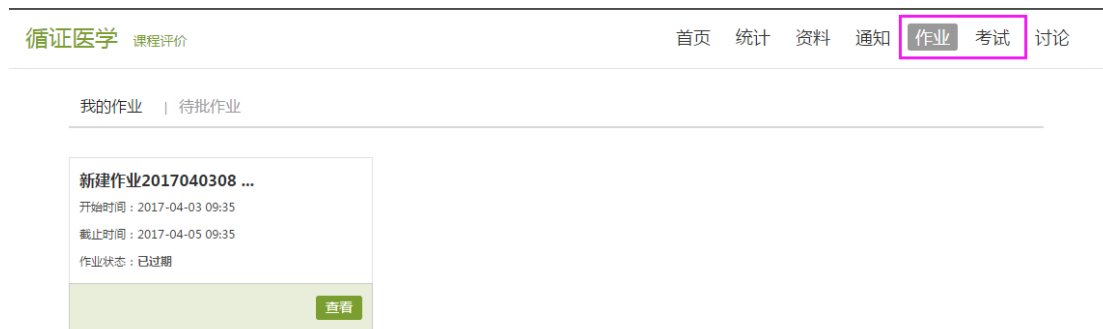 循证医学 课程评价 首页 统计 资料 通知 作业 考试 讨论
我的作业 | 待批作业
新建作业2017040308 ...
开始时间：2017-04-03 09:35
截止时间：2017-04-05 09:35
作业状态：已过期
查看